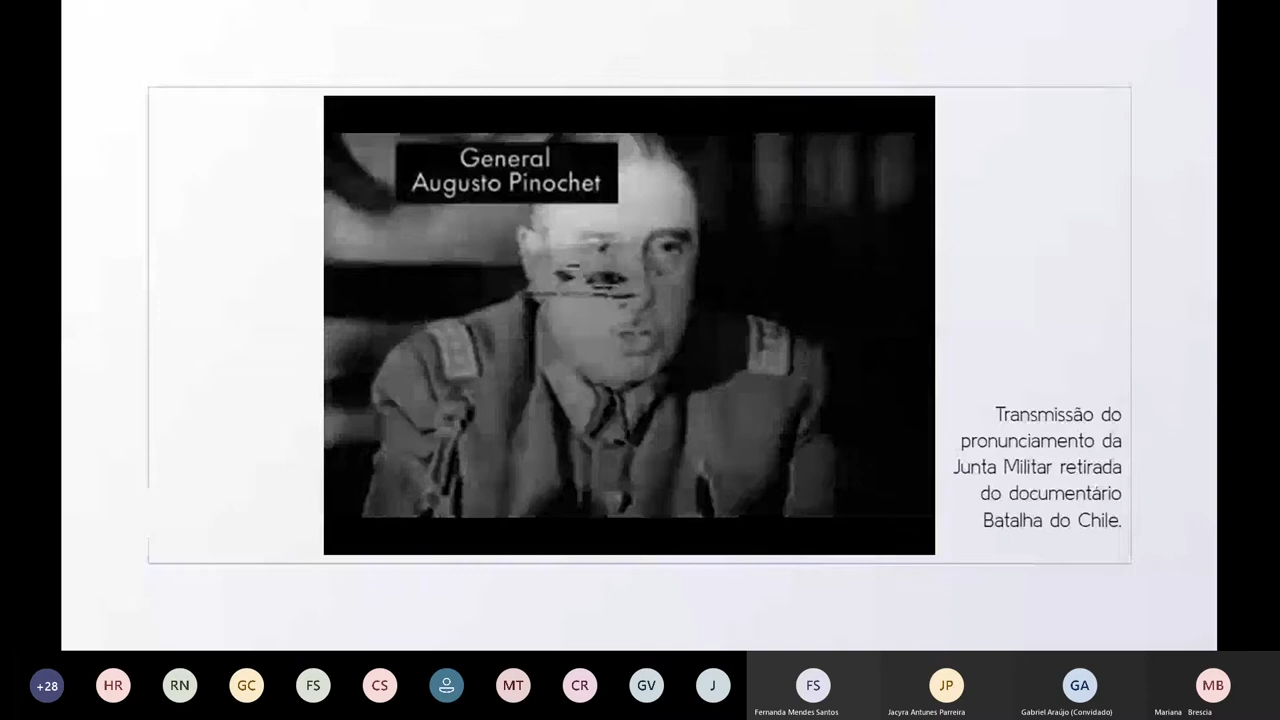 General
Augusto Pinochet
Transmissão do
pronunciamento da
Junta Militar retirada
do documentário
Batalha do Chile.
+28
HR
RN
GC
FS
CS
MT
CR
GV
J
FS
JP
GA
MB
Fernanda Mendes Santos
Jacyra Antunes Parreira
Gabriel Araújo (Convidado)
Mariana Brescia